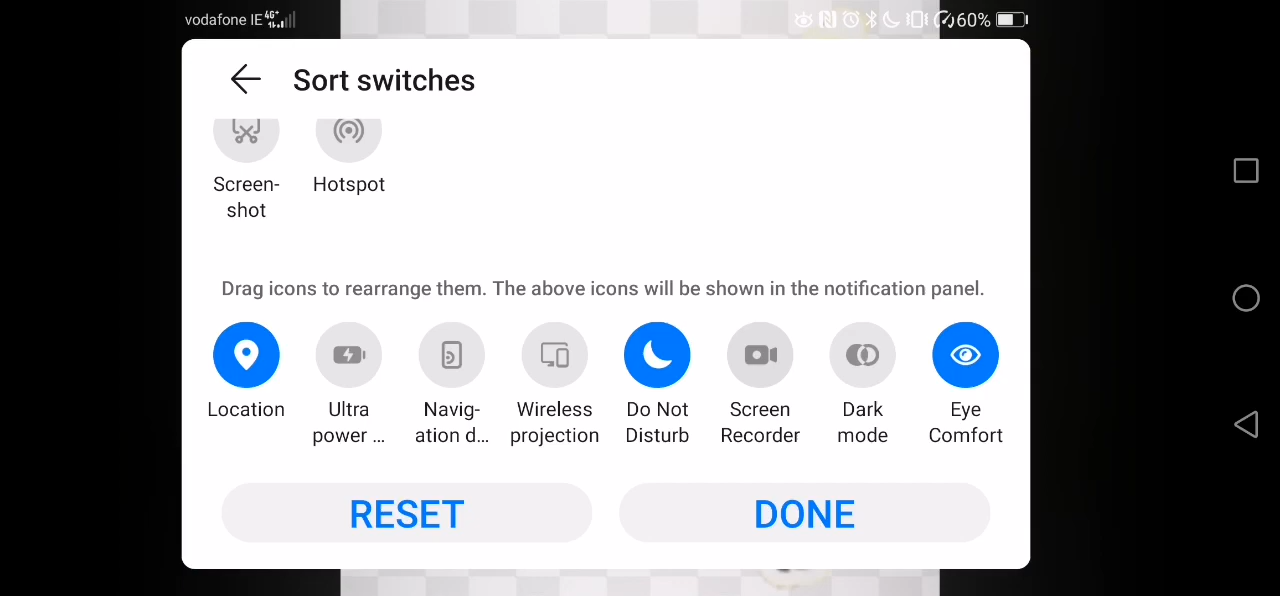 vodafone IE 4G+ 60%
Sort switches
Screen- Hotspot
shot
Drag icons to rearrange them. The above icons will be shown in the notification panel.
Location Ultra Navig- Wireless Do Not Screen Dark Eye
power ... ation d... projection Disturb Recorder mode Comfort
RESET DONE